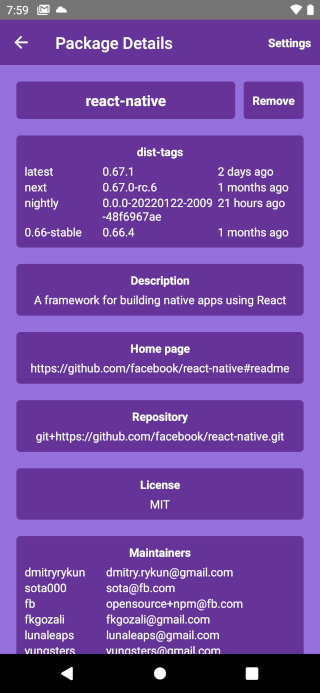 7:59
Package Details
Settings
react-native
Remove
dist-tags
latest 0.67.1 2 days ago
next 0.67.0-rc.6 1 months ago
nightly 0.0.0-20220122-2009 21 hours ago
-48f6967ae
0.66-stable 0.66.4 1 months ago
Description
A framework for building native apps using React
Home page
https://github.com/facebook/react-native#readme
Repository
git+https://github.com/facebook/react-native.git
License
MIT
Maintainers
dmitryrykun dmitry.rykun@gmail.com
sota000 sota@fb.com
fb opensource+npm@fb.com
fkgozali fkgozali@gmail.com
lunaleaps lunaleaps@gmail.com
yungsters yungsters@gmail.com